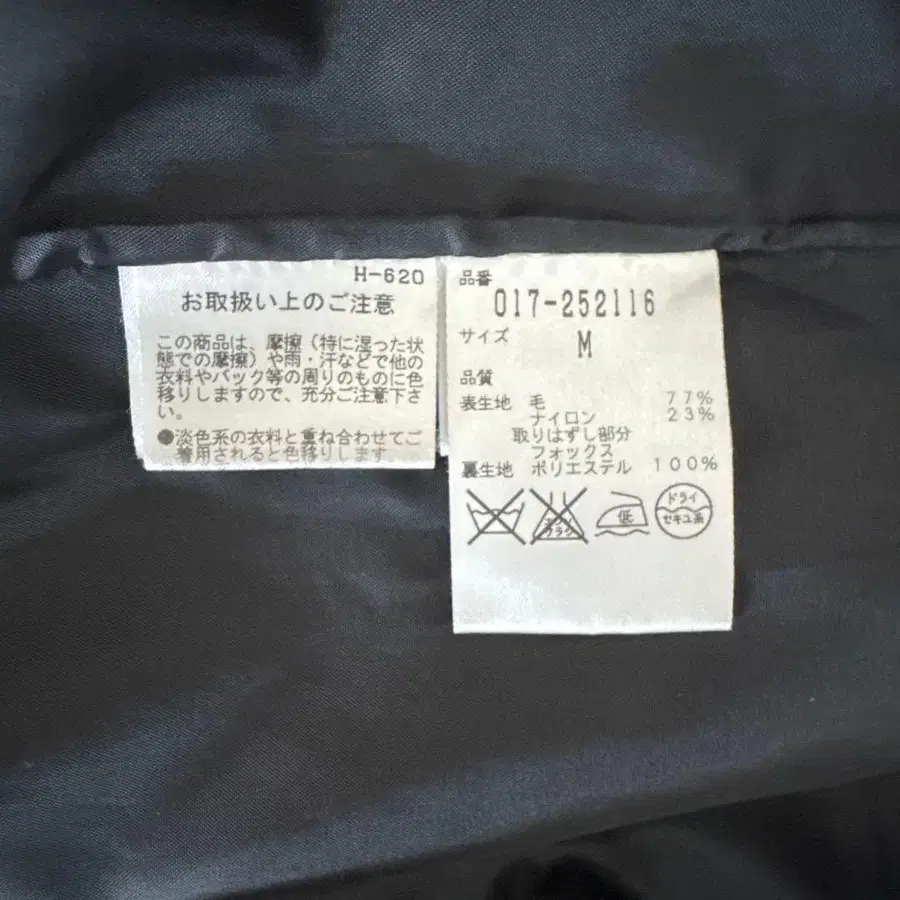 H-620
お取扱い上のご注意
この商品は、摩擦(特に湿った状
態での摩擦)や雨・汗などで他の
衣料やバック等の周りのものに色
移りしますので、充分ご注意下さ
い。
●淡色系の衣料と重ね合わせてご
着用されると色移りします
品番
017-252116
サイズ
M
品質
表生地 毛 77%
ナイロン 23%
取りはずし部分
フォックス
裏生地 ポリエステル 100%
低
ドライ
セキユ系